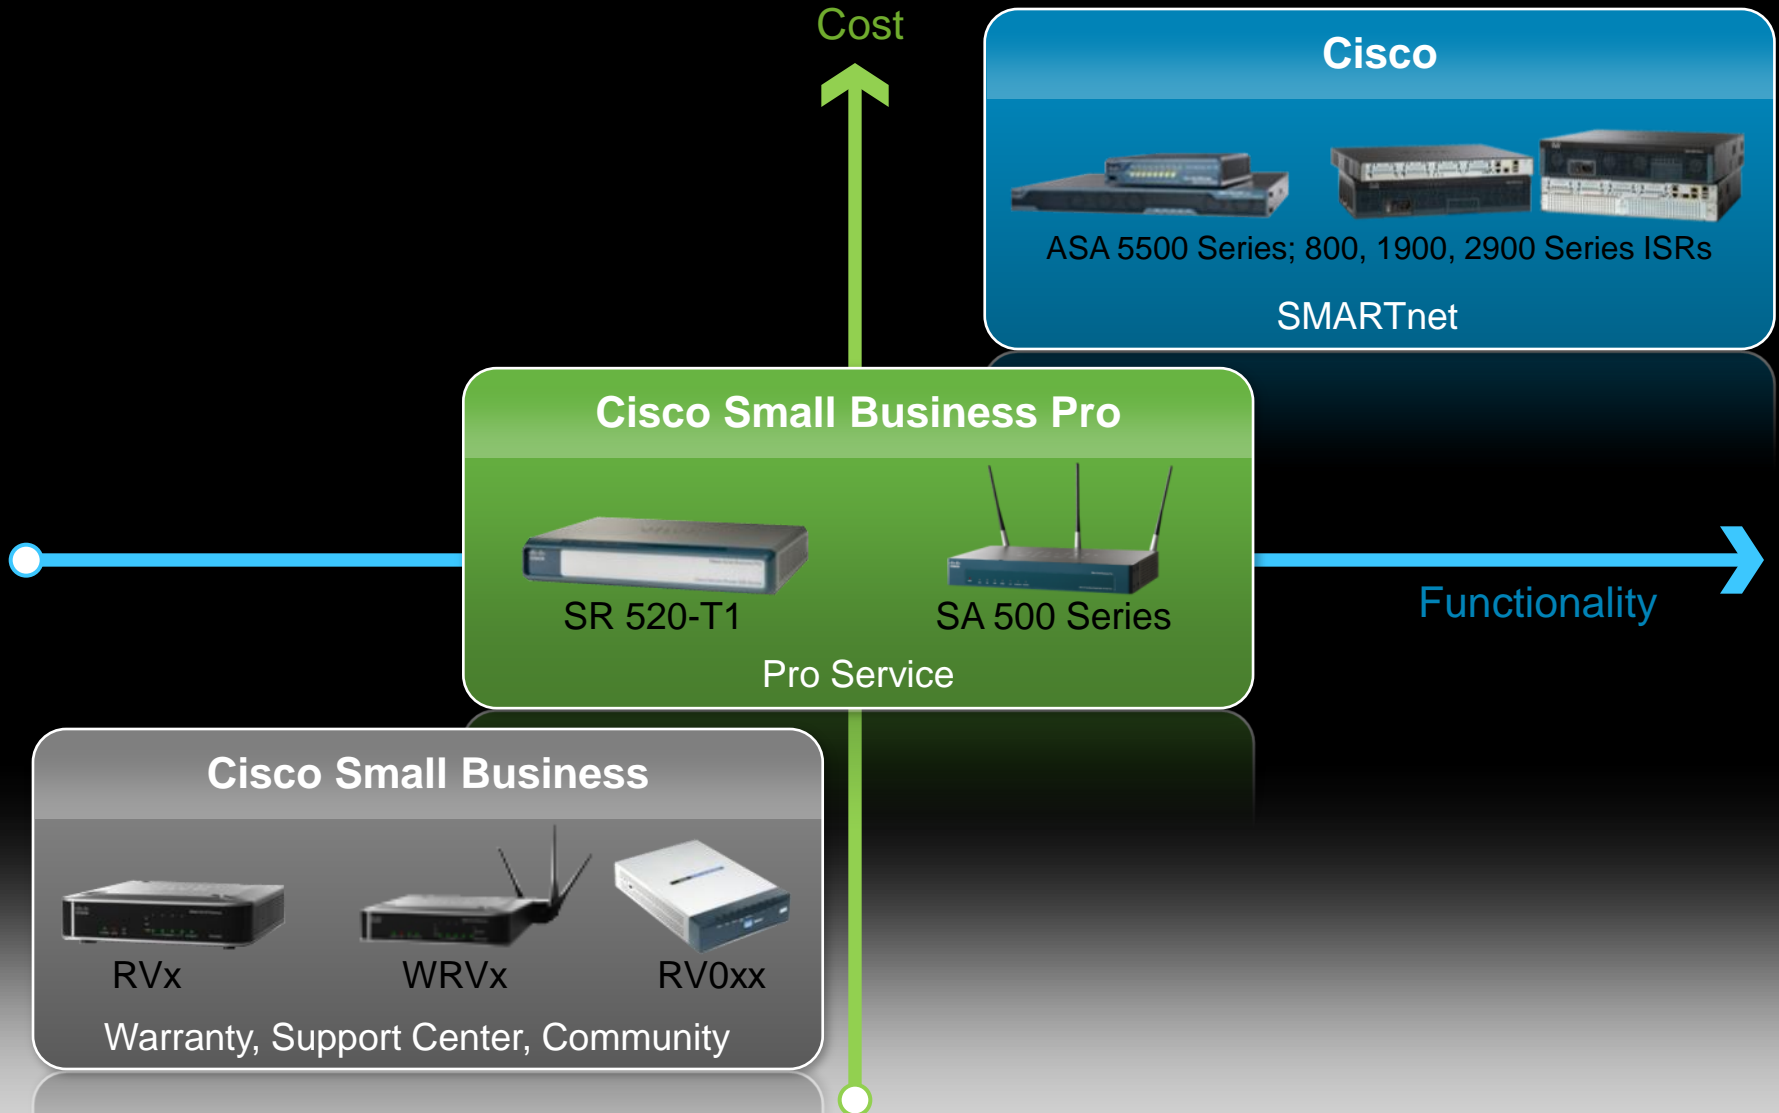 Cost
Cisco
ASA 5500 Series; 800, 1900, 2900 Series ISRs
SMARTnet
Cisco Small Business Pro
SR 520-T1
SA 500 Series
Pro Service
Functionality
Cisco Small Business
RVx
WRVx
RV0xx
Warranty, Support Center, Community